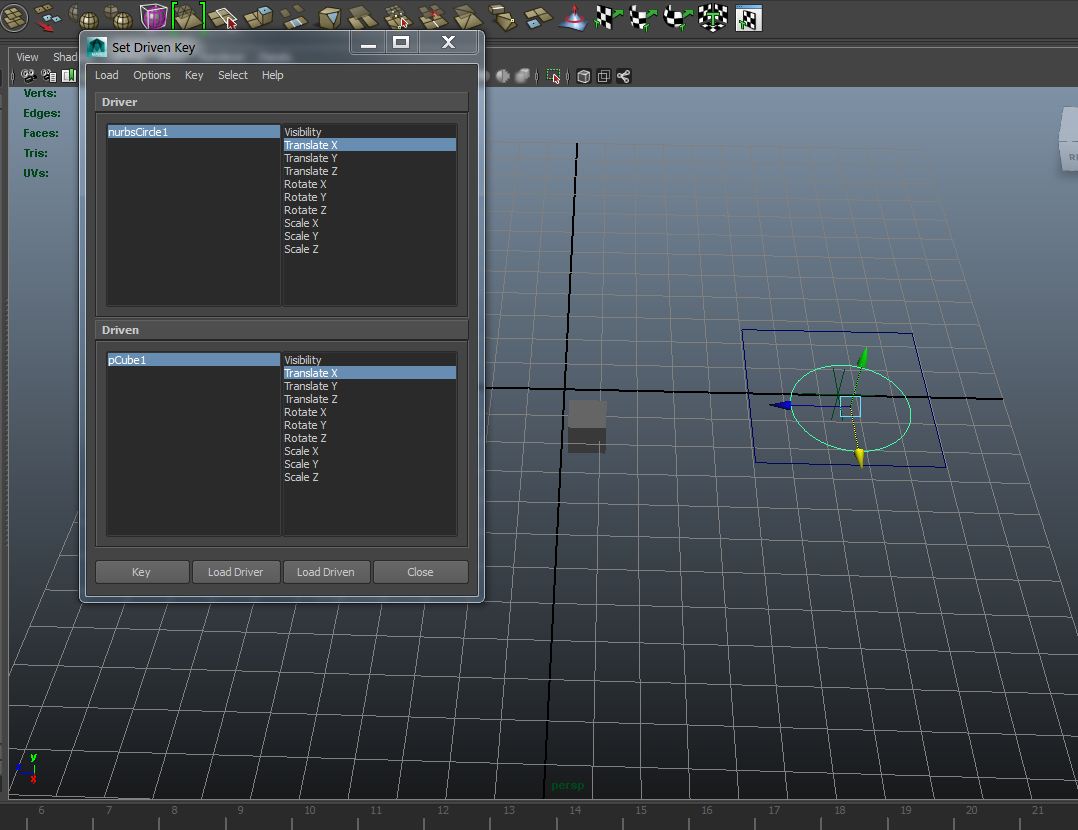 Set Driven Key
View Shad
Load Options Key Select Help
Driver
nurbsCircle1
Visibility
Translate X
Translate Y
Translate Z
Rotate X
Rotate Y
Rotate Z
Scale X
Scale Y
Scale Z
Driven
pCube1
Visibility
Translate X
Translate Y
Translate Z
Rotate X
Rotate Y
Rotate Z
Scale X
Scale Y
Scale Z
Key Load Driver Load Driven Close
Verts:
Edges:
Faces:
Tris:
UVs:
y
x
persp
6 7 8 9 10 11 12 13 14 15 16 17 18 19 20 21